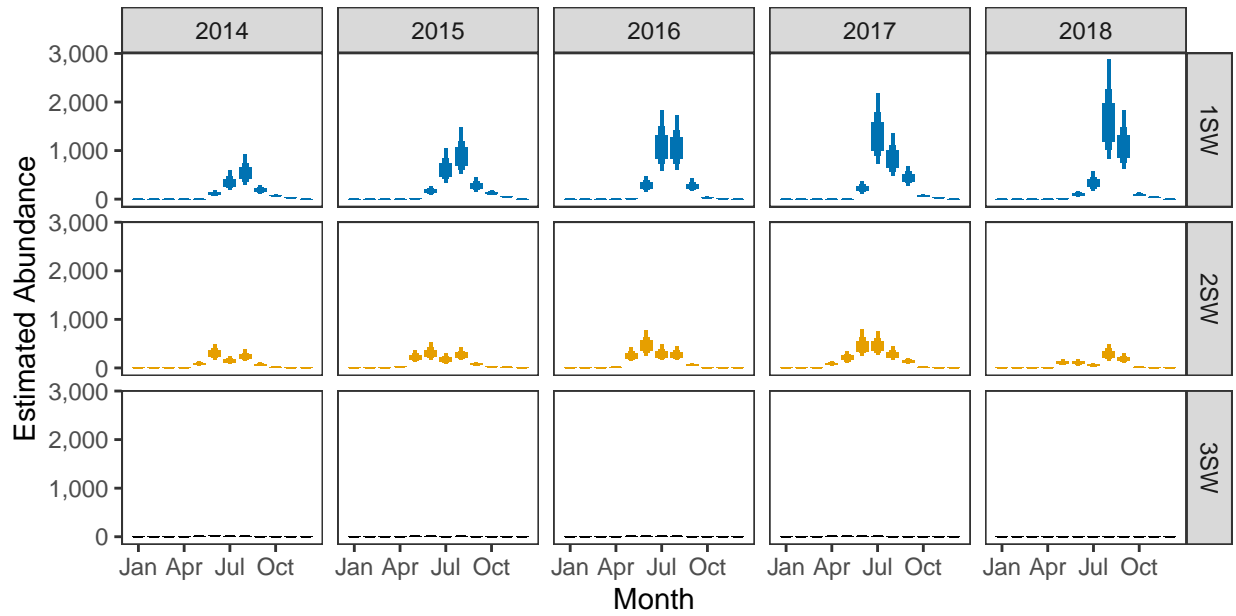 2014 2015 2016 2017 2018
3,000
2,000
1,000
0
1SW
3,000
2,000
1,000
0
2SW
3,000
2,000
1,000
0
3SW
Estimated Abundance
Jan Apr Jul Oct Jan Apr Jul Oct Jan Apr Jul Oct Jan Apr Jul Oct Jan Apr Jul Oct
Month